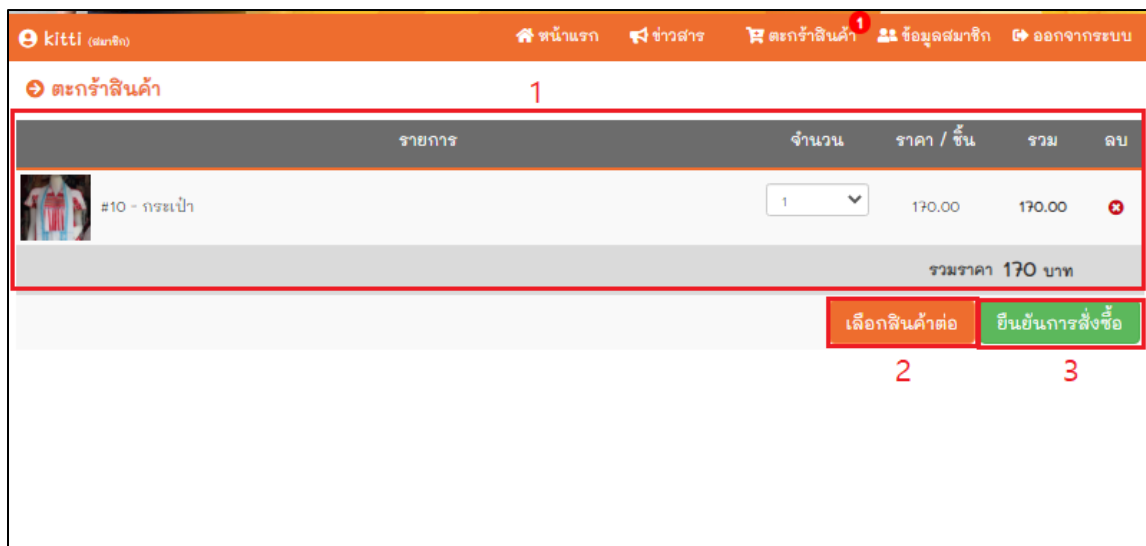 kitti (สมาชิก) หน้าแรก ข่าวสาร ตะกร้าสินค้า 1 ข้อมูลสมาชิก ออกจากระบบ
ตะกร้าสินค้า
1
รายการ จำนวน ราคา / ชิ้น รวม ลบ
#10 - กระเป๋า 1 170.00 170.00
รวมราคา 170 บาท
เลือกสินค้าต่อ ยืนยันการสั่งซื้อ
2 3